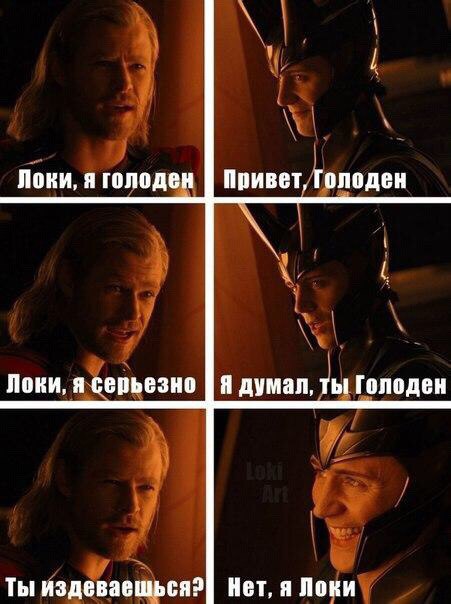 Локи, я голоден
Привет, Голоден
Локи, я серьезно
Я думал, ты Голоден
Loki
Art
Ты издеваешься?
Нет, я Локи